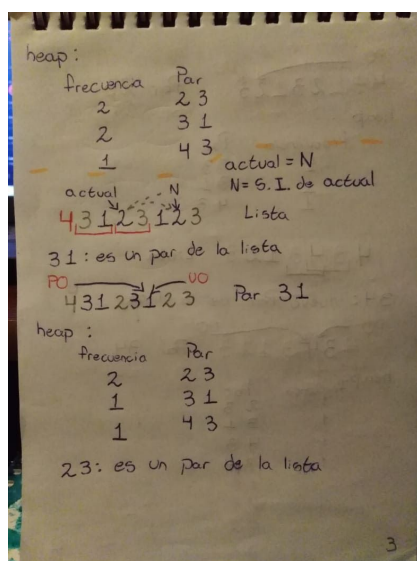 heap :
frecuencia Par
2 2 3
2 3 1
1 4 3
actual = N
actual N N= S.I. de actual
4 3 1 2 3 1 2 3 Lista
3 1 : es un par de la lista
PO UO
4 3 1 2 3 1 2 3 Par 3 1
heap :
frecuencia Par
2 2 3
1 3 1
1 4 3
2 3 : es un par de la lista
3